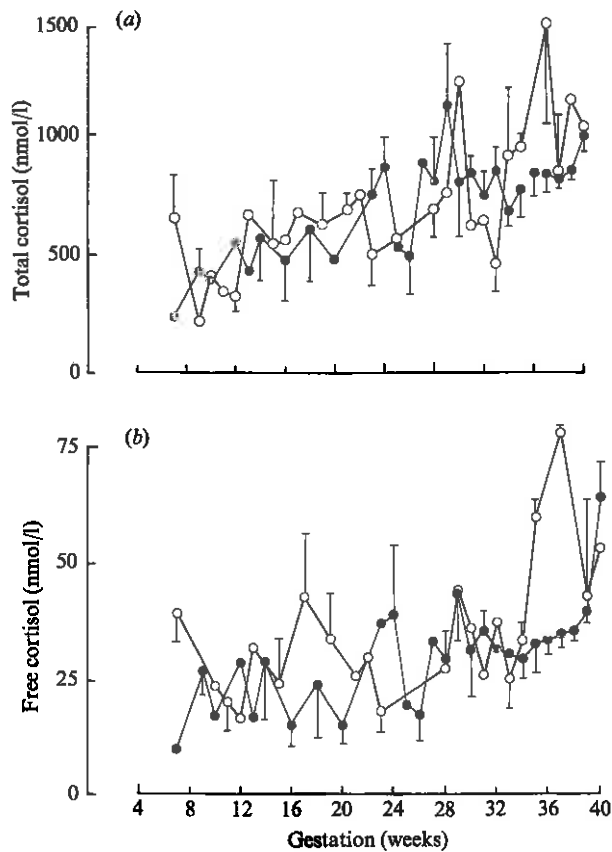 (a)
1500
1000
500
0
Total cortisol (nmol/l)
(b)
75
50
25
0
Free cortisol (nmol/l)
4 8 12 16 20 24 28 32 36 40
Gestation (weeks)